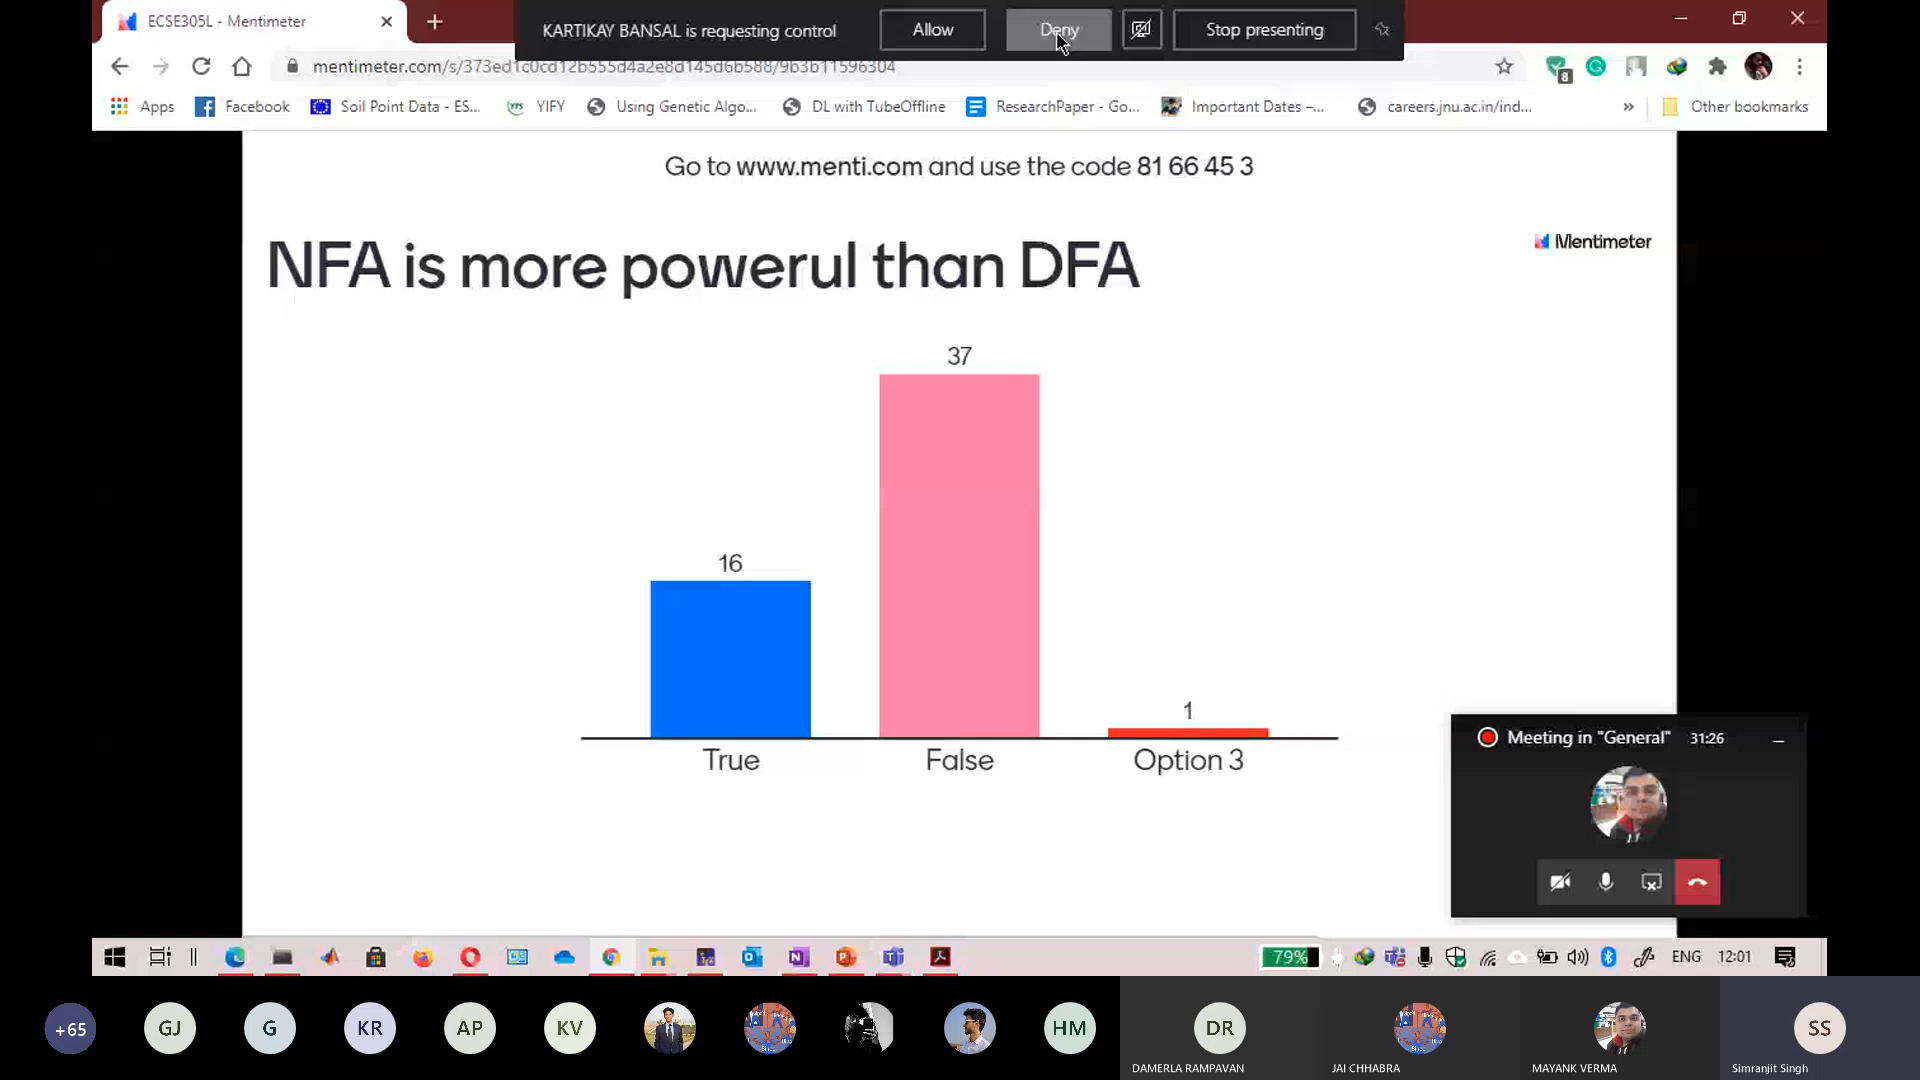 ECSE305L - Mentimeter
KARTIKAY BANSAL is requesting control
Allow
Deny
Stop presenting
mentimeter.com/s/373ed1c0cd12b555d4a2e8d145d6b588/9b3b11596304
8
Apps
Facebook
Soil Point Data - ES...
YIFY
Using Genetic Algo...
DL with TubeOffline
ResearchPaper - Go...
Important Dates –...
careers.jnu.ac.in/ind...
»
Other bookmarks
Go to www.menti.com and use the code 81 66 45 3
NFA is more powerul than DFA
Mentimeter
37
16
1
True
False
Option 3
Meeting in "General"
31:26
79%
ENG
12:01
+65
GJ
G
KR
AP
KV
HM
DR
SS
DAMERLA RAMPAVAN
JAI CHHABRA
MAYANK VERMA
Simranjit Singh